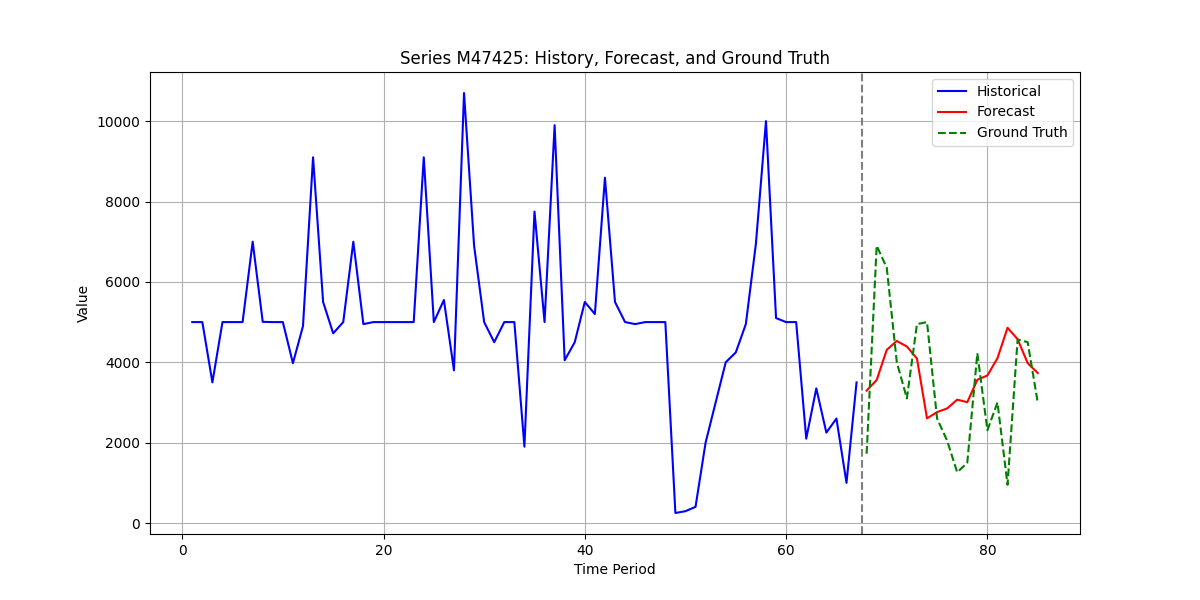 Series M47425: History, Forecast, and Ground Truth
Historical
Forecast
Ground Truth
10000
8000
6000
4000
2000
0
Value
0 20 40 60 80
Time Period